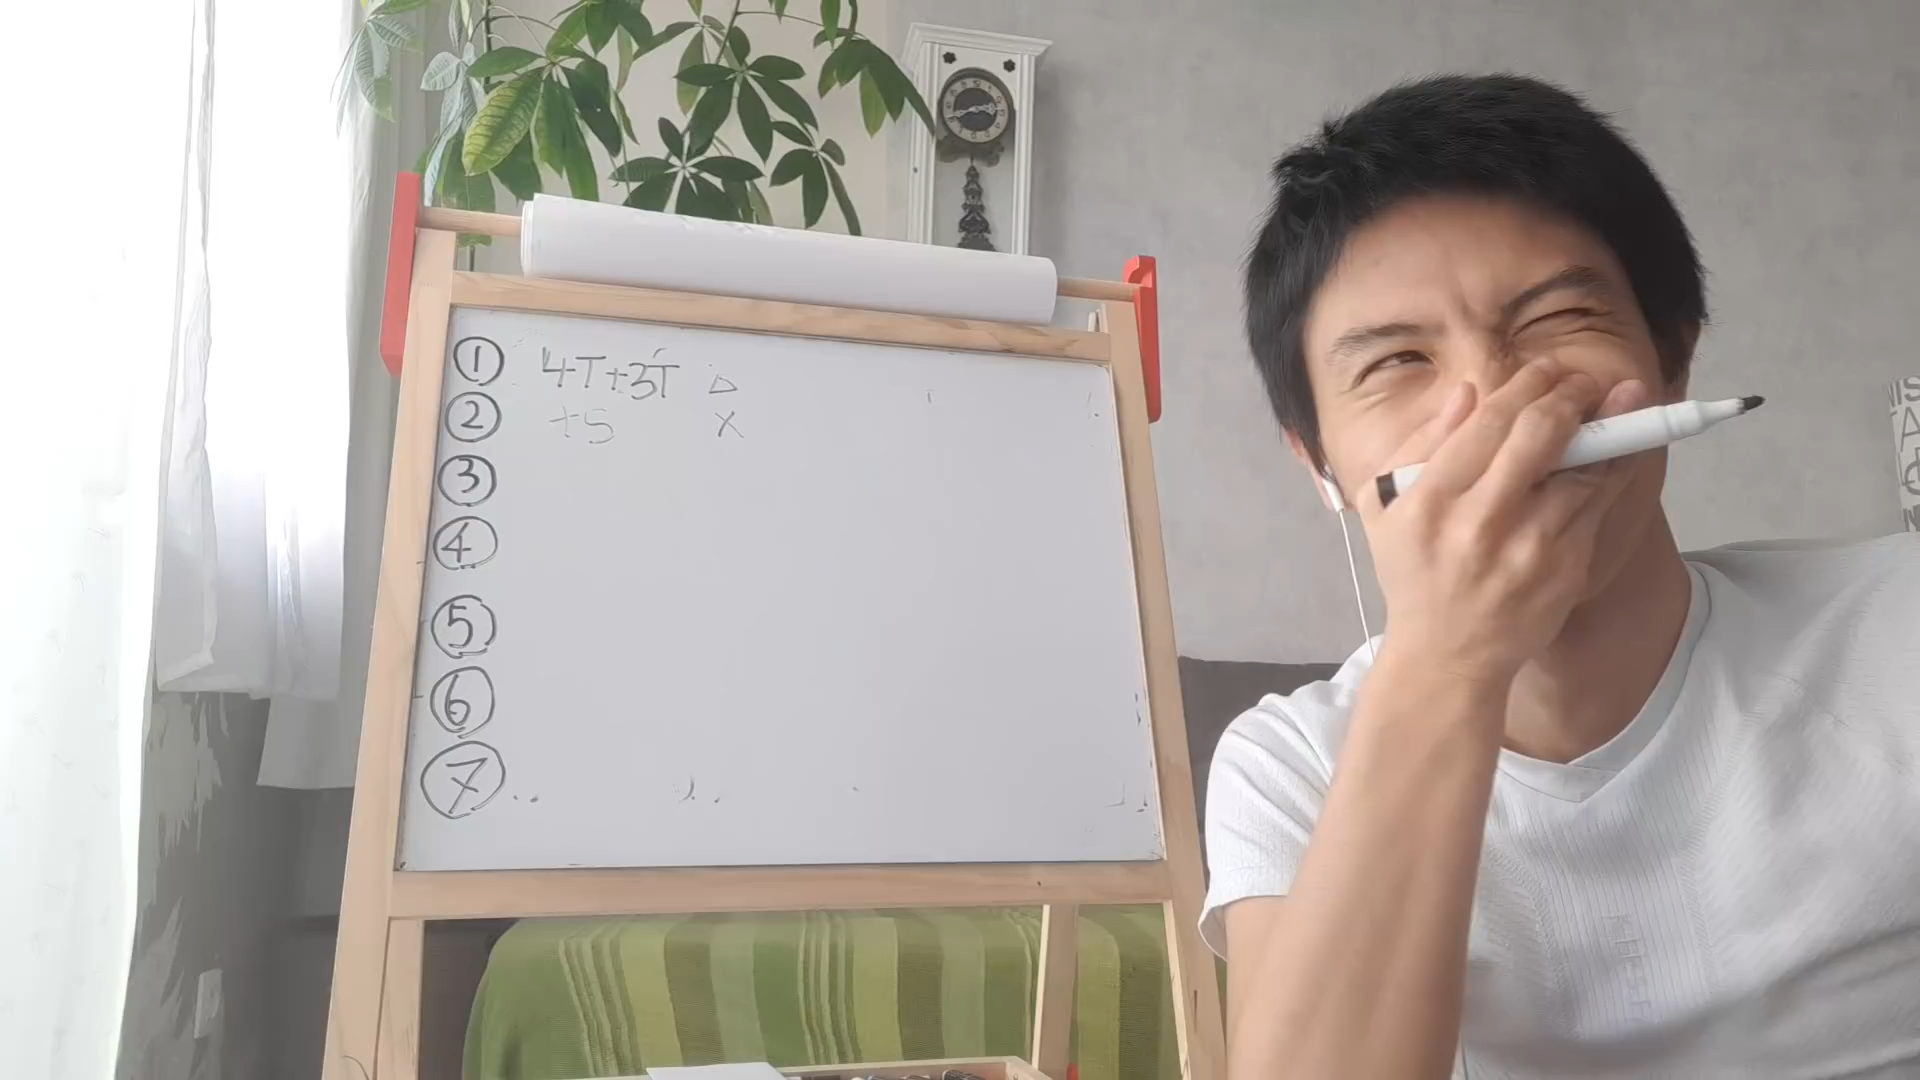 ① 4T+3T △
② +5 X
③
④
⑤
⑥
⑦